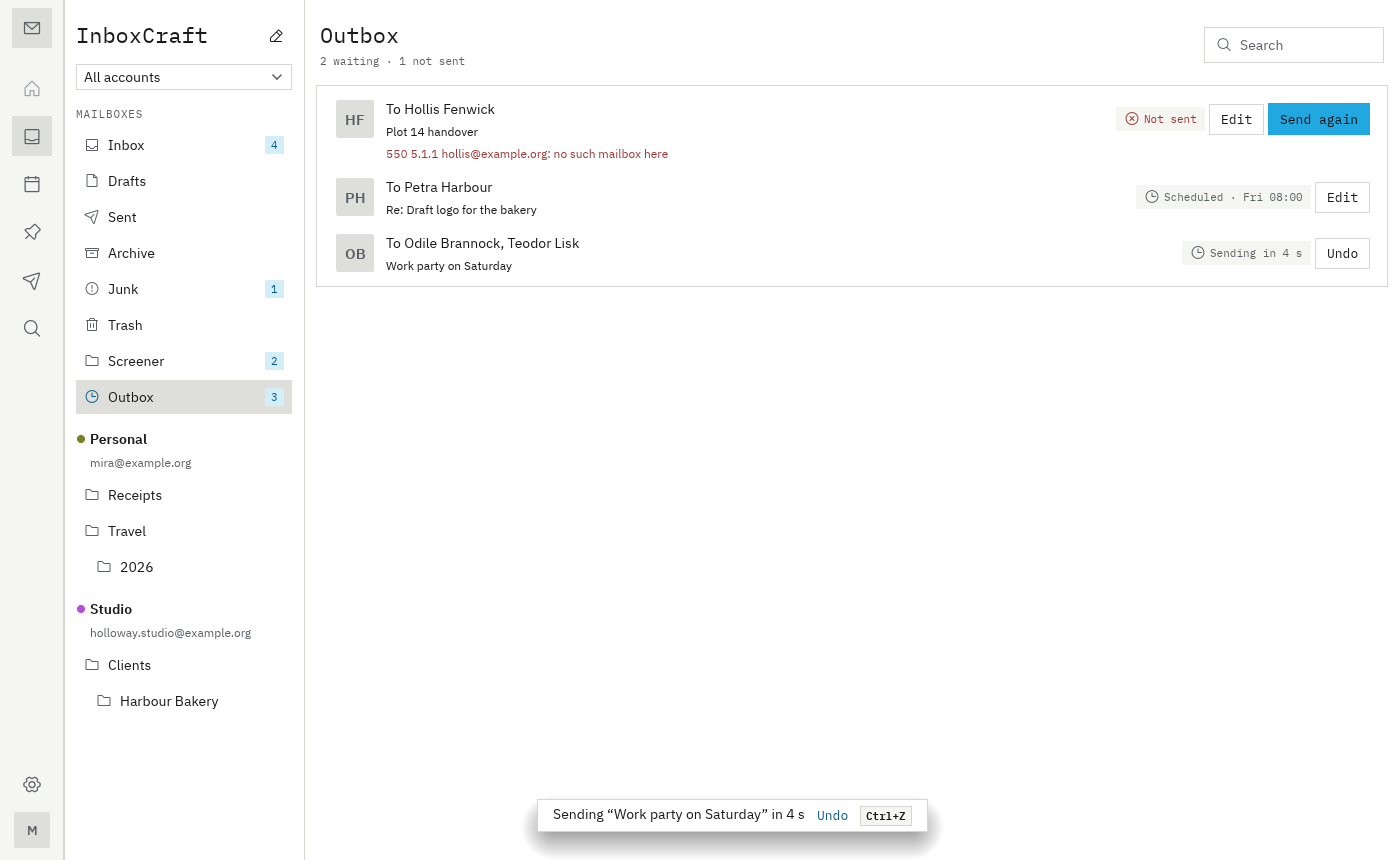 InboxCraft
All accounts
MAILBOXES
Inbox 4
Drafts
Sent
Archive
Junk 1
Trash
Screener 2
Outbox 3
Personal
mira@example.org
Receipts
Travel
2026
Studio
holloway.studio@example.org
Clients
Harbour Bakery
M
Outbox
2 waiting · 1 not sent
Search
HF
To Hollis Fenwick
Plot 14 handover
550 5.1.1 hollis@example.org: no such mailbox here
Not sent
Edit
Send again
PH
To Petra Harbour
Re: Draft logo for the bakery
Scheduled · Fri 08:00
Edit
OB
To Odile Brannock, Teodor Lisk
Work party on Saturday
Sending in 4 s
Undo
Sending “Work party on Saturday” in 4 s Undo Ctrl+Z